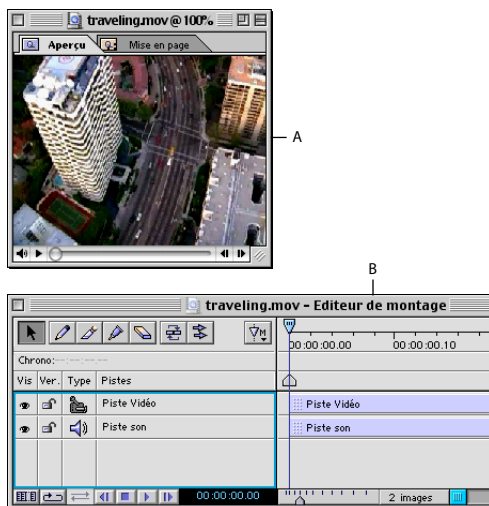 traveling.mov @ 100%
Aperçu Mise en page
A
B
traveling.mov - Editeur de montage
M
00:00:00.00 00:00:00.10
Chrono: --:--:--.--
Vis Ver. Type Pistes
Piste Vidéo Piste Vidéo
Piste son Piste son
00:00:00.00 2 images